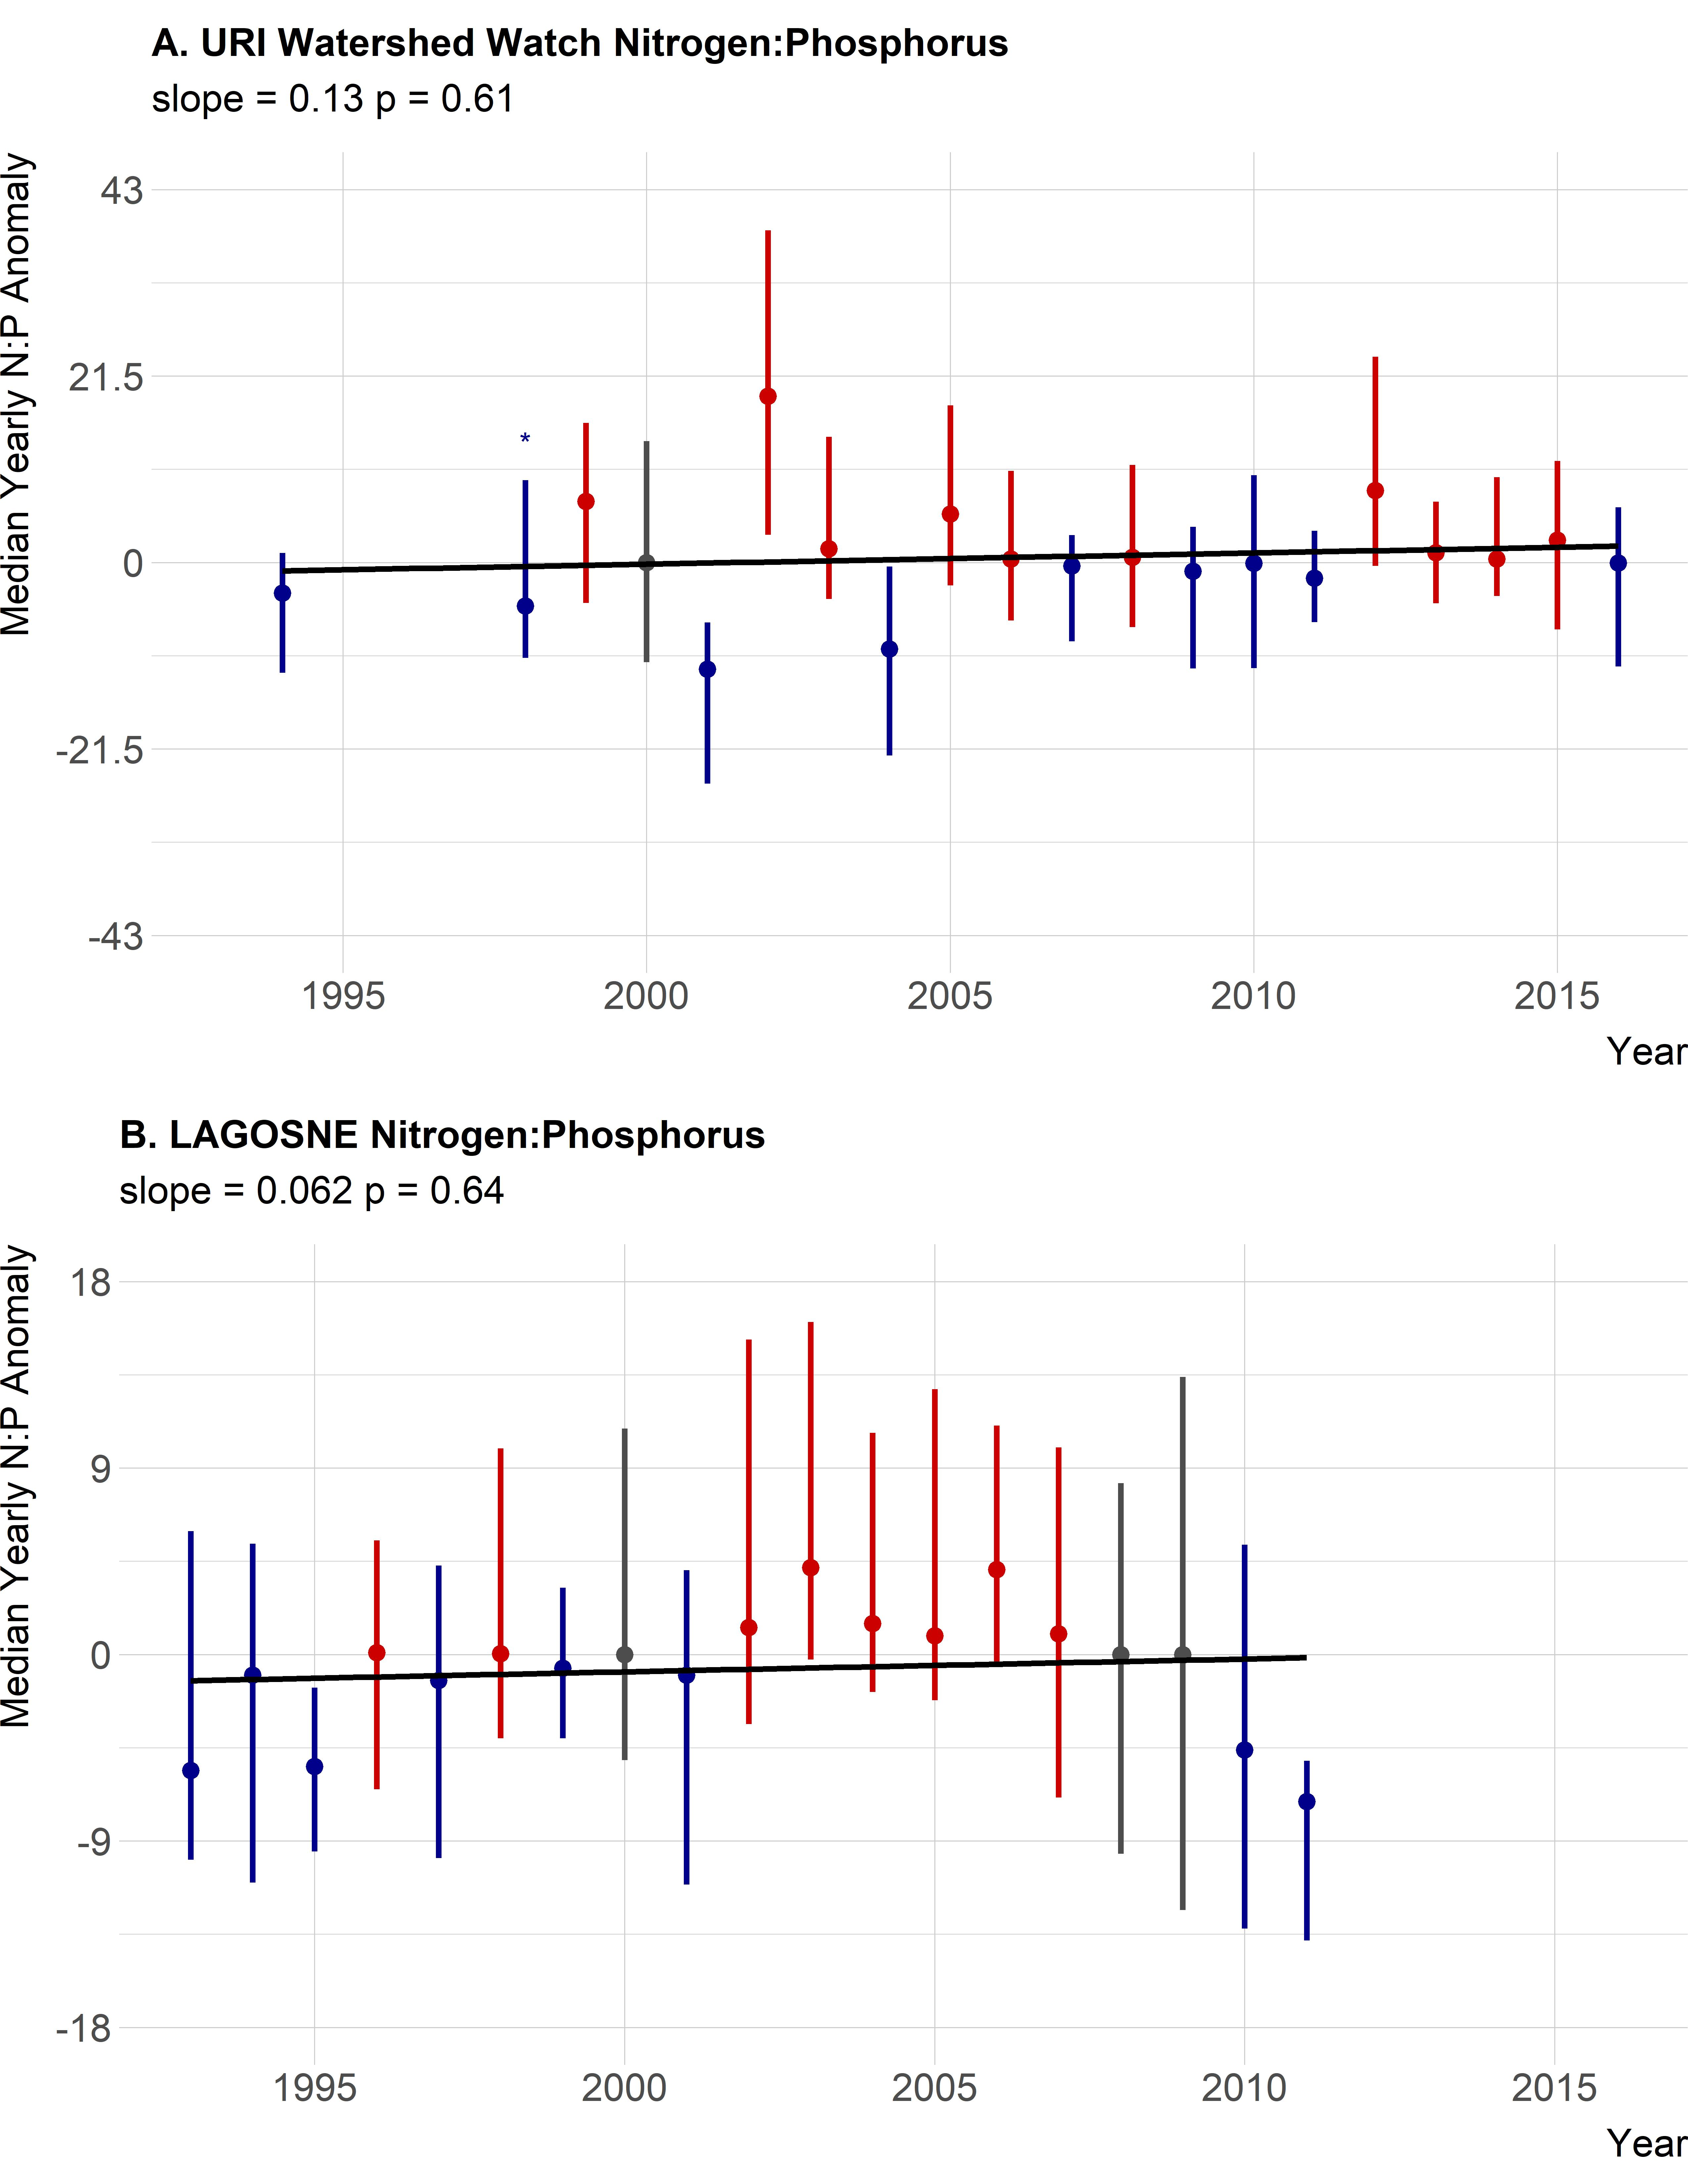 A. URI Watershed Watch Nitrogen:Phosphorus
slope = 0.13 p = 0.61
Median Yearly N:P Anomaly
43
21.5
0
-21.5
-43
*
1995 2000 2005 2010 2015
Year
B. LAGOSNE Nitrogen:Phosphorus
slope = 0.062 p = 0.64
Median Yearly N:P Anomaly
18
9
0
-9
-18
1995 2000 2005 2010 2015
Year